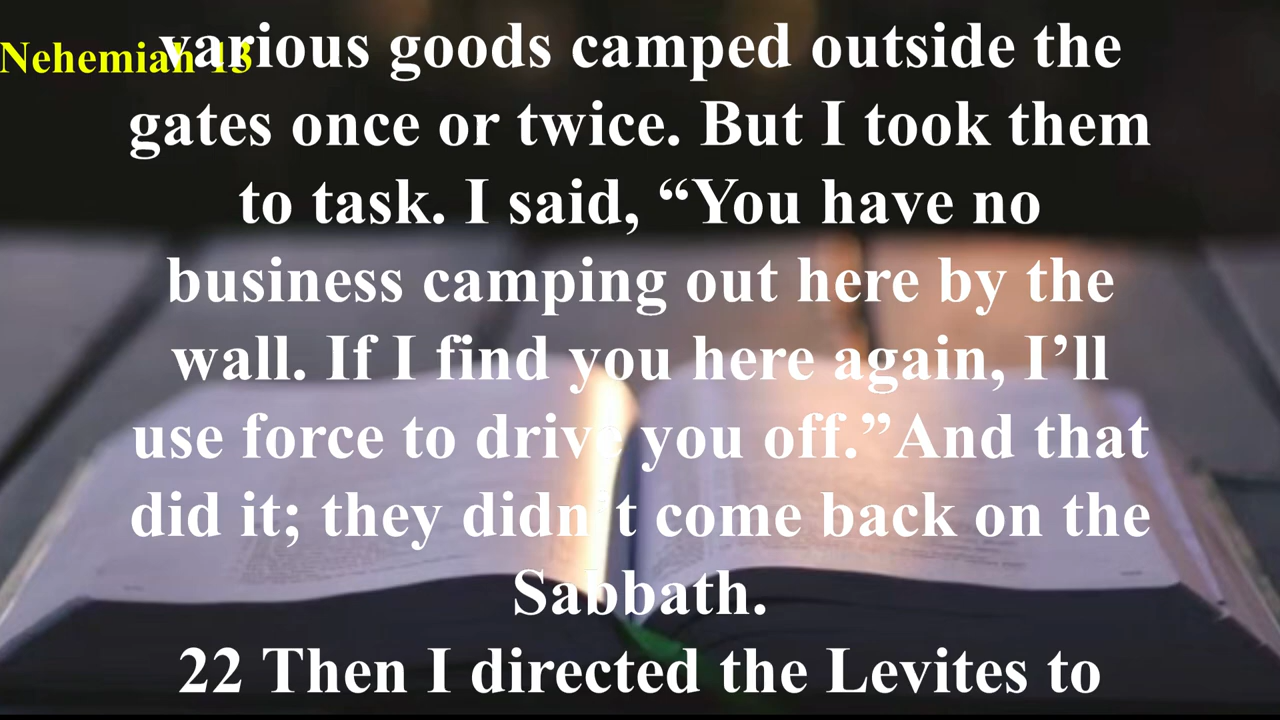 Nehemiah 13
various goods camped outside the
gates once or twice. But I took them
to task. I said, “You have no
business camping out here by the
wall. If I find you here again, I’ll
use force to drive you off.”And that
did it; they didn’t come back on the
Sabbath.
22 Then I directed the Levites to